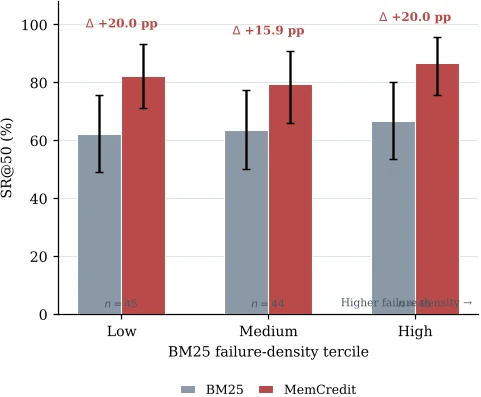 Δ +20.0 pp
Δ +15.9 pp
Δ +20.0 pp
100
80
60
40
20
0
SR@50 (%)
n = 45
n = 44
Higher failure density →
Low
Medium
High
BM25 failure-density tercile
BM25
MemCredit